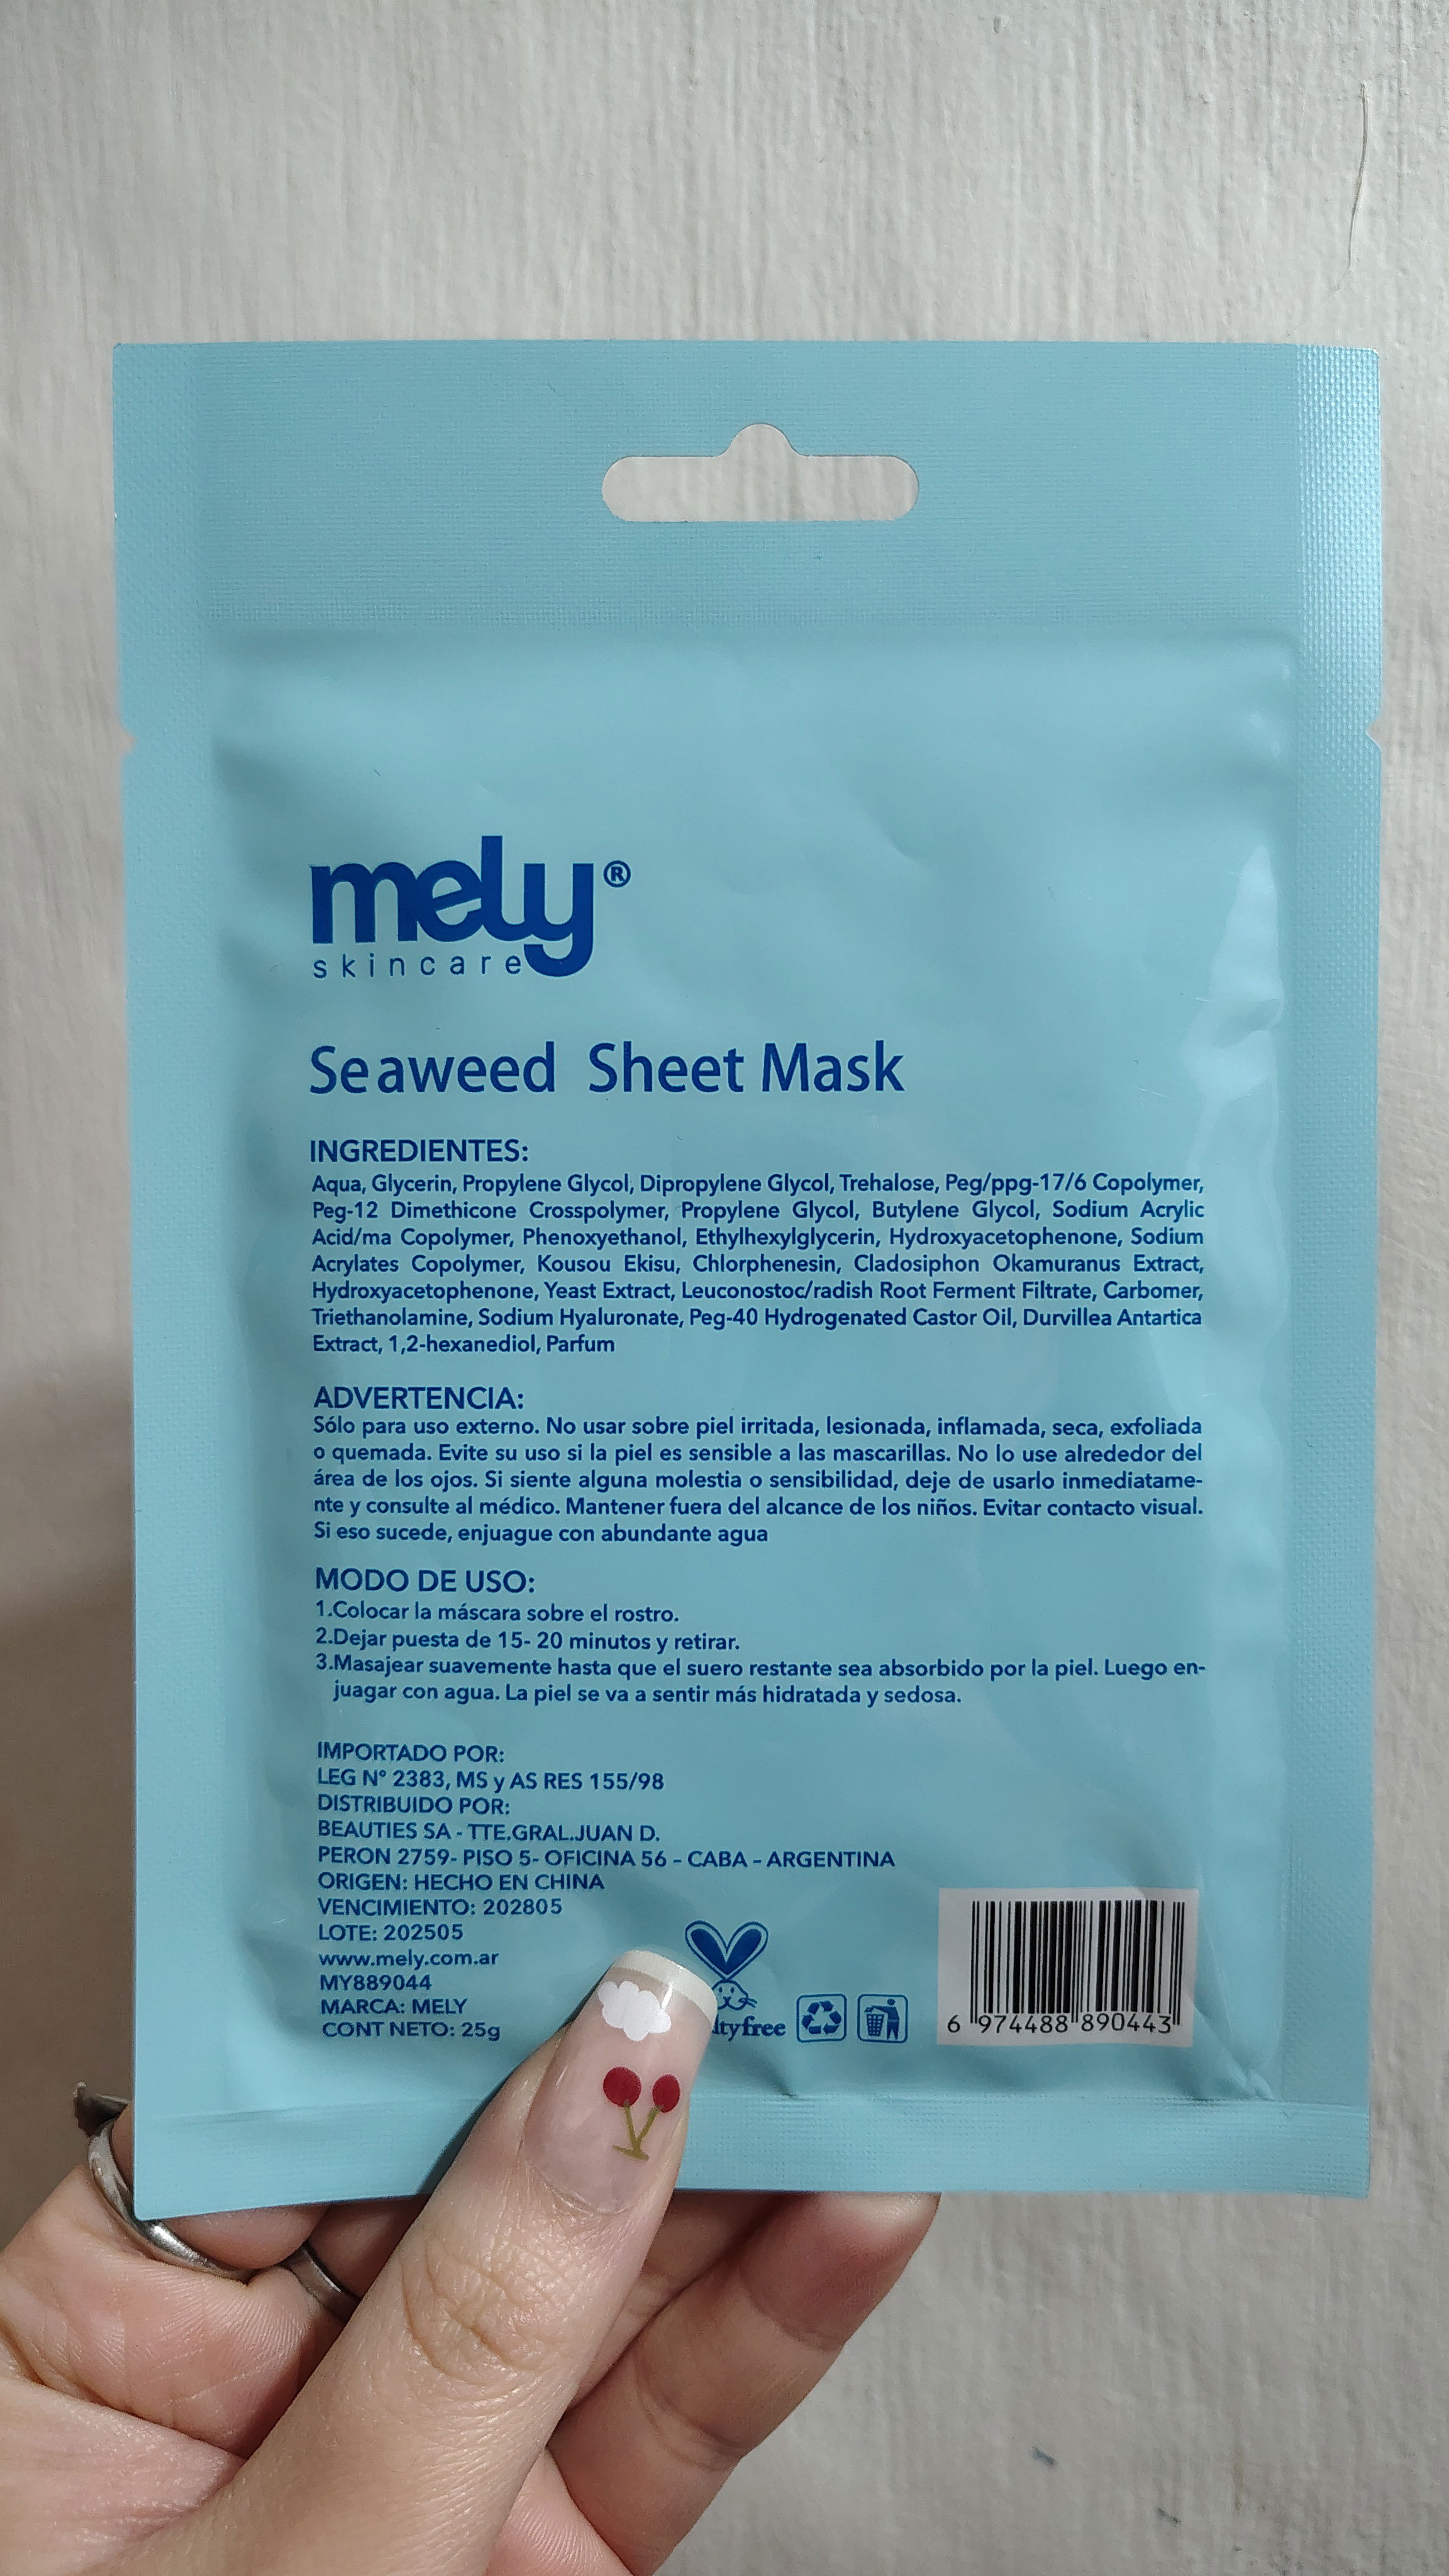 mely®
skincare
Seaweed Sheet Mask
INGREDIENTES:
Aqua, Glycerin, Propylene Glycol, Dipropylene Glycol, Trehalose, Peg/ppg-17/6 Copolymer,
Peg-12 Dimethicone Crosspolymer, Propylene Glycol, Butylene Glycol, Sodium Acrylic
Acid/ma Copolymer, Phenoxyethanol, Ethylhexylglycerin, Hydroxyacetophenone, Sodium
Acrylates Copolymer, Kousou Ekisu, Chlorphenesin, Cladosiphon Okamuranus Extract,
Hydroxyacetophenone, Yeast Extract, Leuconostoc/radish Root Ferment Filtrate, Carbomer,
Triethanolamine, Sodium Hyaluronate, Peg-40 Hydrogenated Castor Oil, Durvillea Antartica
Extract, 1,2-hexanediol, Parfum
ADVERTENCIA:
Sólo para uso externo. No usar sobre piel irritada, lesionada, inflamada, seca, exfoliada
o quemada. Evite su uso si la piel es sensible a las mascarillas. No lo use alrededor del
área de los ojos. Si siente alguna molestia o sensibilidad, deje de usarlo inmediatame-
nte y consulte al médico. Mantener fuera del alcance de los niños. Evitar contacto visual.
Si eso sucede, enjuague con abundante agua
MODO DE USO:
1.Colocar la máscara sobre el rostro.
2.Dejar puesta de 15- 20 minutos y retirar.
3.Masajear suavemente hasta que el suero restante sea absorbido por la piel. Luego en-
juagar con agua. La piel se va a sentir más hidratada y sedosa.
IMPORTADO POR:
LEG N° 2383, MS y AS RES 155/98
DISTRIBUIDO POR:
BEAUTIES SA - TTE.GRAL.JUAN D.
PERON 2759- PISO 5- OFICINA 56 - CABA - ARGENTINA
ORIGEN: HECHO EN CHINA
VENCIMIENTO: 202805
LOTE: 202505
www.mely.com.ar
MY889044
MARCA: MELY
CONT NETO: 25g
ltyfree
6 974488 890443